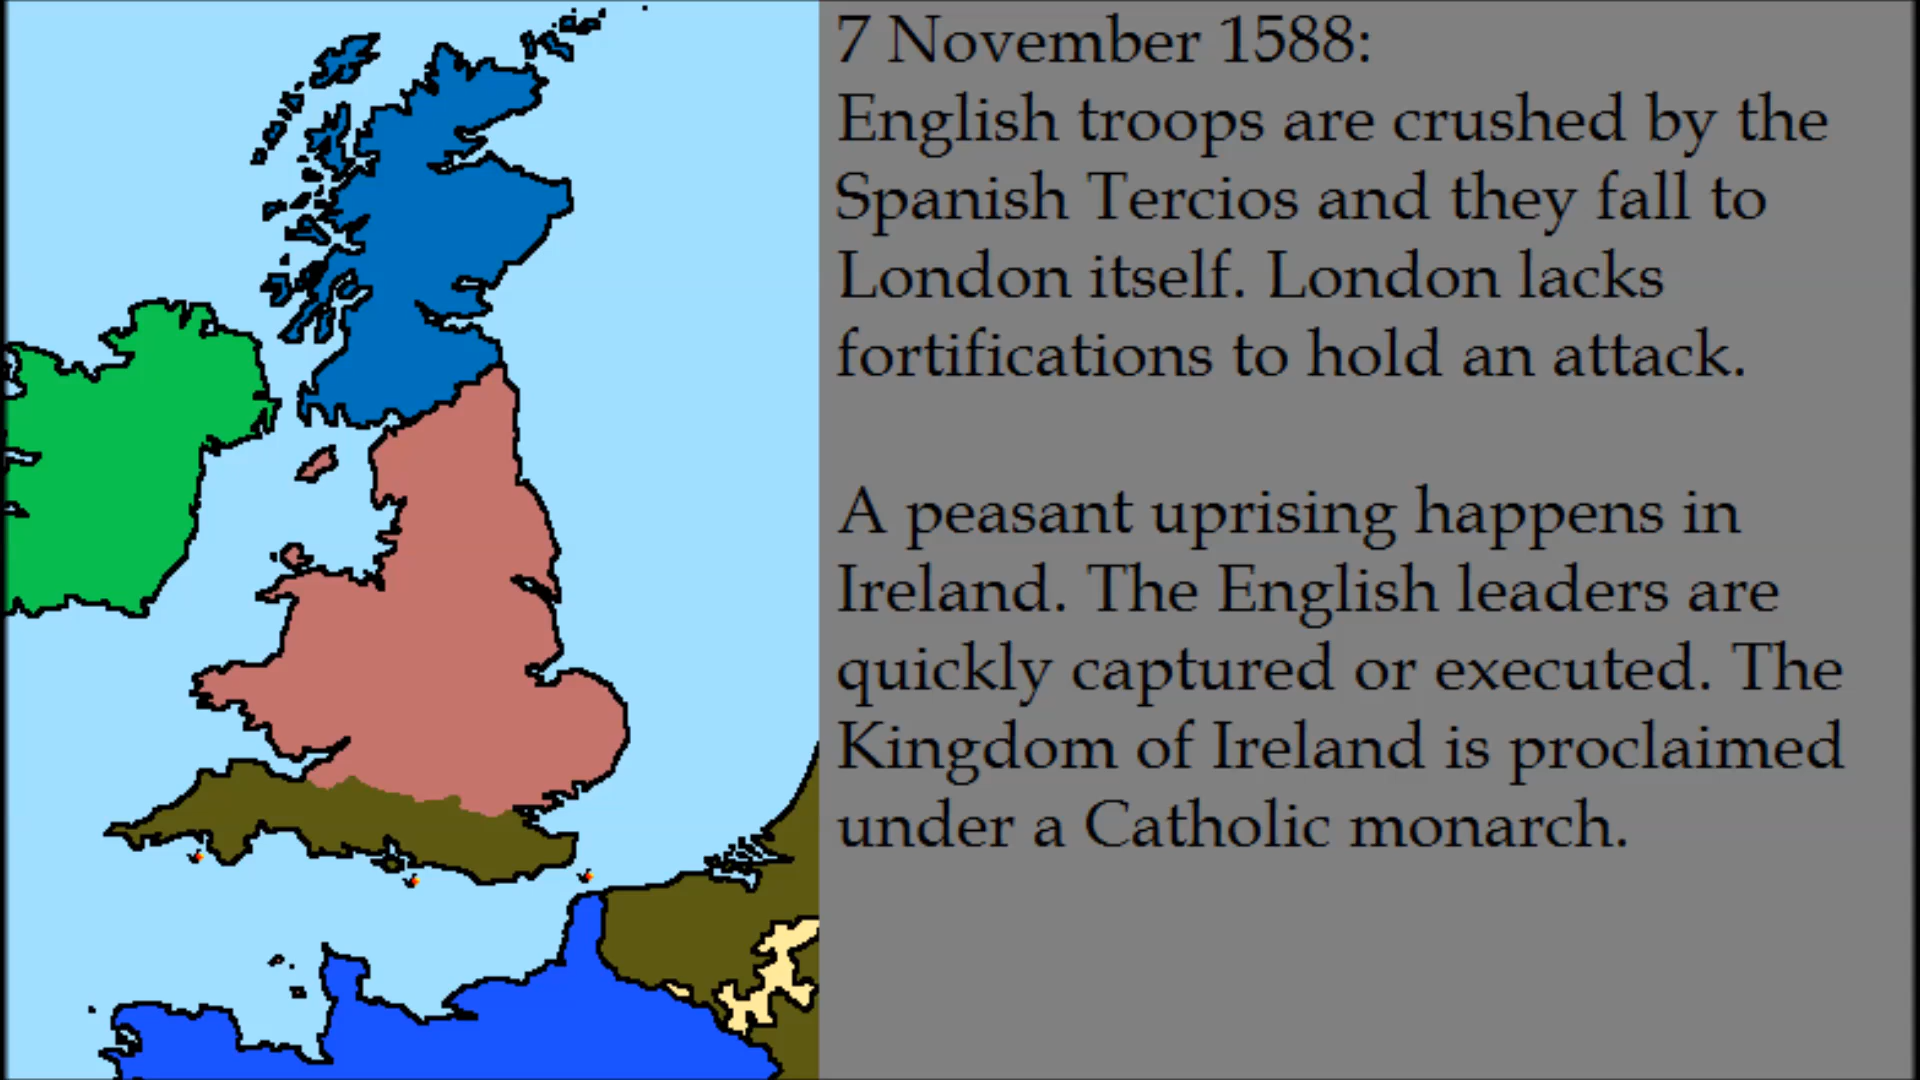 7 November 1588:
English troops are crushed by the
Spanish Tercios and they fall to
London itself. London lacks
fortifications to hold an attack.
A peasant uprising happens in
Ireland. The English leaders are
quickly captured or executed. The
Kingdom of Ireland is proclaimed
under a Catholic monarch.